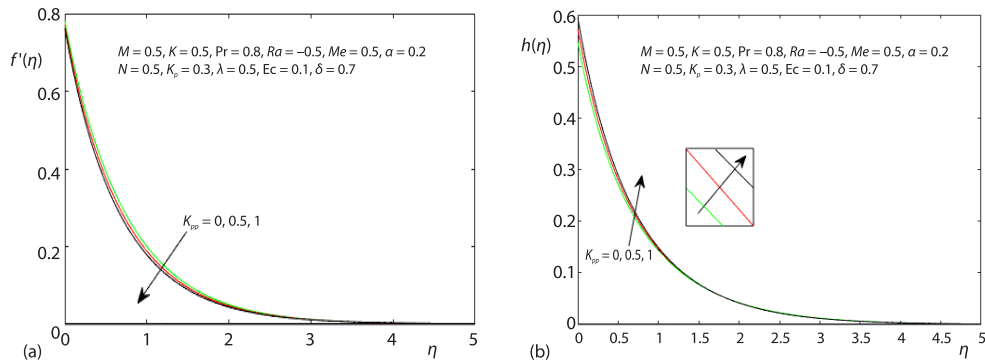 0.8
f'(η)
0.6
0.4
0.2
0
M = 0.5, K = 0.5, Pr = 0.8, Ra = –0.5, Me = 0.5, α = 0.2
N = 0.5, Kp = 0.3, λ = 0.5, Ec = 0.1, δ = 0.7
Kpp = 0, 0.5, 1
0 1 2 3 4 5
(a)
η
0.6
h(η)
0.5
0.4
0.3
0.2
0.1
0
M = 0.5, K = 0.5, Pr = 0.8, Ra = –0.5, Me = 0.5, α = 0.2
N = 0.5, Kp = 0.3, λ = 0.5, Ec = 0.1, δ = 0.7
Kpp = 0, 0.5, 1
0 0.5 1 1.5 2 2.5 3 3.5 4 4.5 5
(b)
η